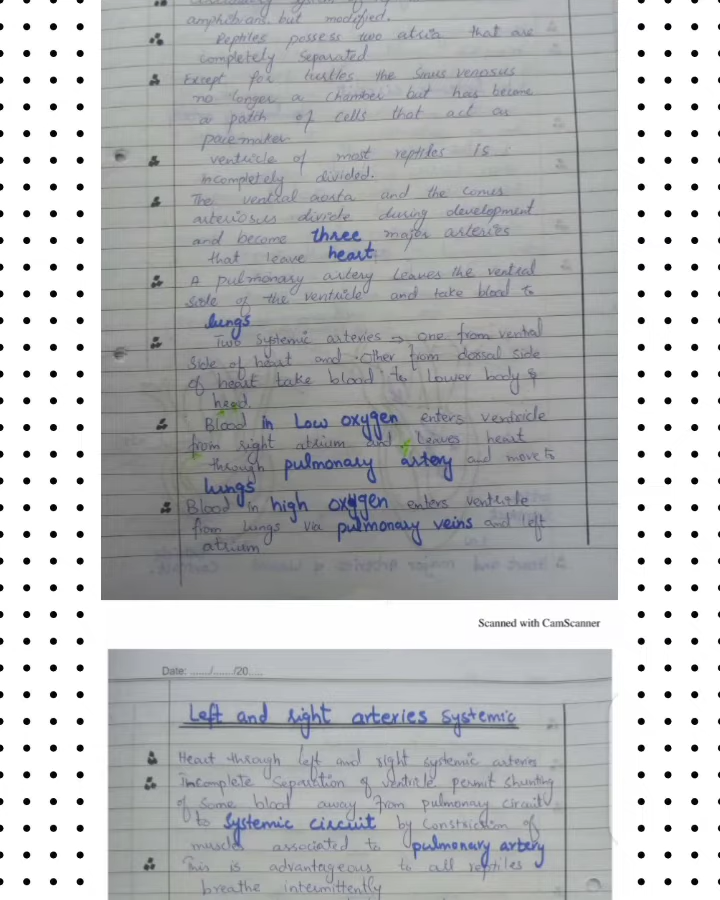 amphibians but modified.
Reptiles possess two atria that are
completely separated
Except for turtles the Sinus venosus
no longer a chamber but has become
a patch of cells that act as
pacemaker
ventricle of most reptiles is
incompletely divided.
The ventral aorta and the conus
arteriosus divide during development
and become three major arteries
that leave heart.
A pulmonary artery leaves the ventral
side of the ventricle and take blood to
lungs
Two systemic arteries → one from ventral
side of heart and other from dorsal side
of heart take blood to lower body &
head.
Blood in Low oxygen enters ventricle
from right atrium and leaves heart
through pulmonary artery and move to
lungs
Blood in high oxygen enters ventricle
from lungs via pulmonary veins and left
atrium
Scanned with CamScanner
Date: ....../....../20.....
Left and right arteries systemic
Heart through left and right systemic arteries
Incomplete Separation of ventricle permit shunting
of some blood away from pulmonary circuit
to systemic circuit by constriction of
muscles associated to pulmonary artery
This is advantageous to all reptiles
breathe intermittently